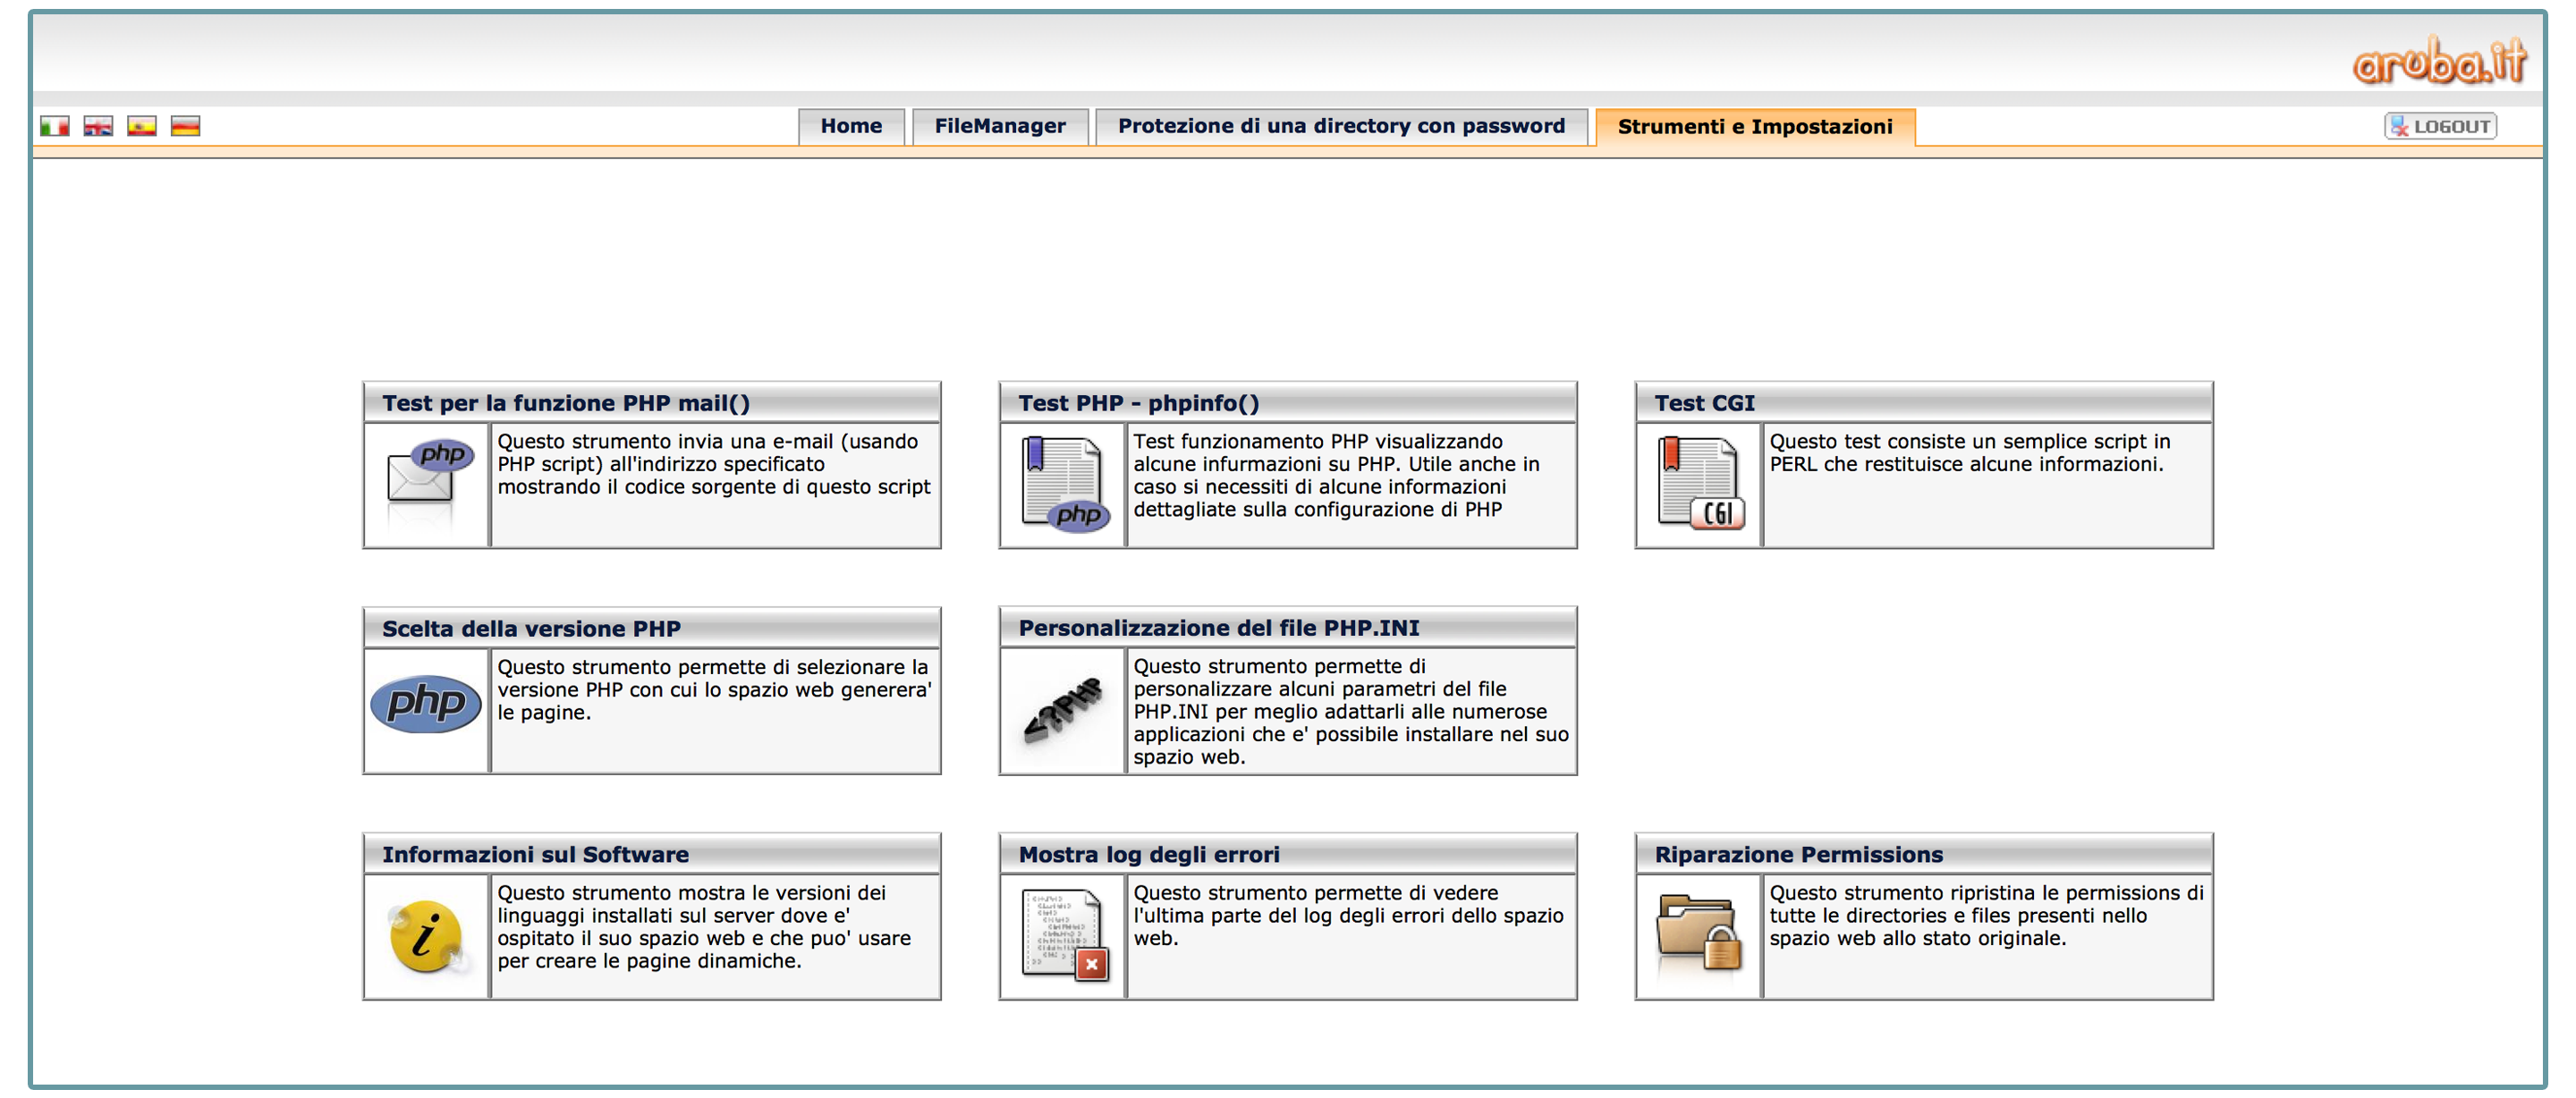 aruba.it
Home
FileManager
Protezione di una directory con password
Strumenti e Impostazioni
LOGOUT
Test per la funzione PHP mail()
php
Questo strumento invia una e-mail (usando
PHP script) all'indirizzo specificato
mostrando il codice sorgente di questo script
Test PHP - phpinfo()
php
Test funzionamento PHP visualizzando
alcune infurmazioni su PHP. Utile anche in
caso si necessiti di alcune informazioni
dettagliate sulla configurazione di PHP
Test CGI
CGI
Questo test consiste un semplice script in
PERL che restituisce alcune informazioni.
Scelta della versione PHP
php
Questo strumento permette di selezionare la
versione PHP con cui lo spazio web generera'
le pagine.
Personalizzazione del file PHP.INI
<?PHP
Questo strumento permette di
personalizzare alcuni parametri del file
PHP.INI per meglio adattarli alle numerose
applicazioni che e' possibile installare nel suo
spazio web.
Informazioni sul Software
i
Questo strumento mostra le versioni dei
linguaggi installati sul server dove e'
ospitato il suo spazio web e che puo' usare
per creare le pagine dinamiche.
Mostra log degli errori
Questo strumento permette di vedere
l'ultima parte del log degli errori dello spazio
web.
Riparazione Permissions
Questo strumento ripristina le permissions di
tutte le directories e files presenti nello
spazio web allo stato originale.